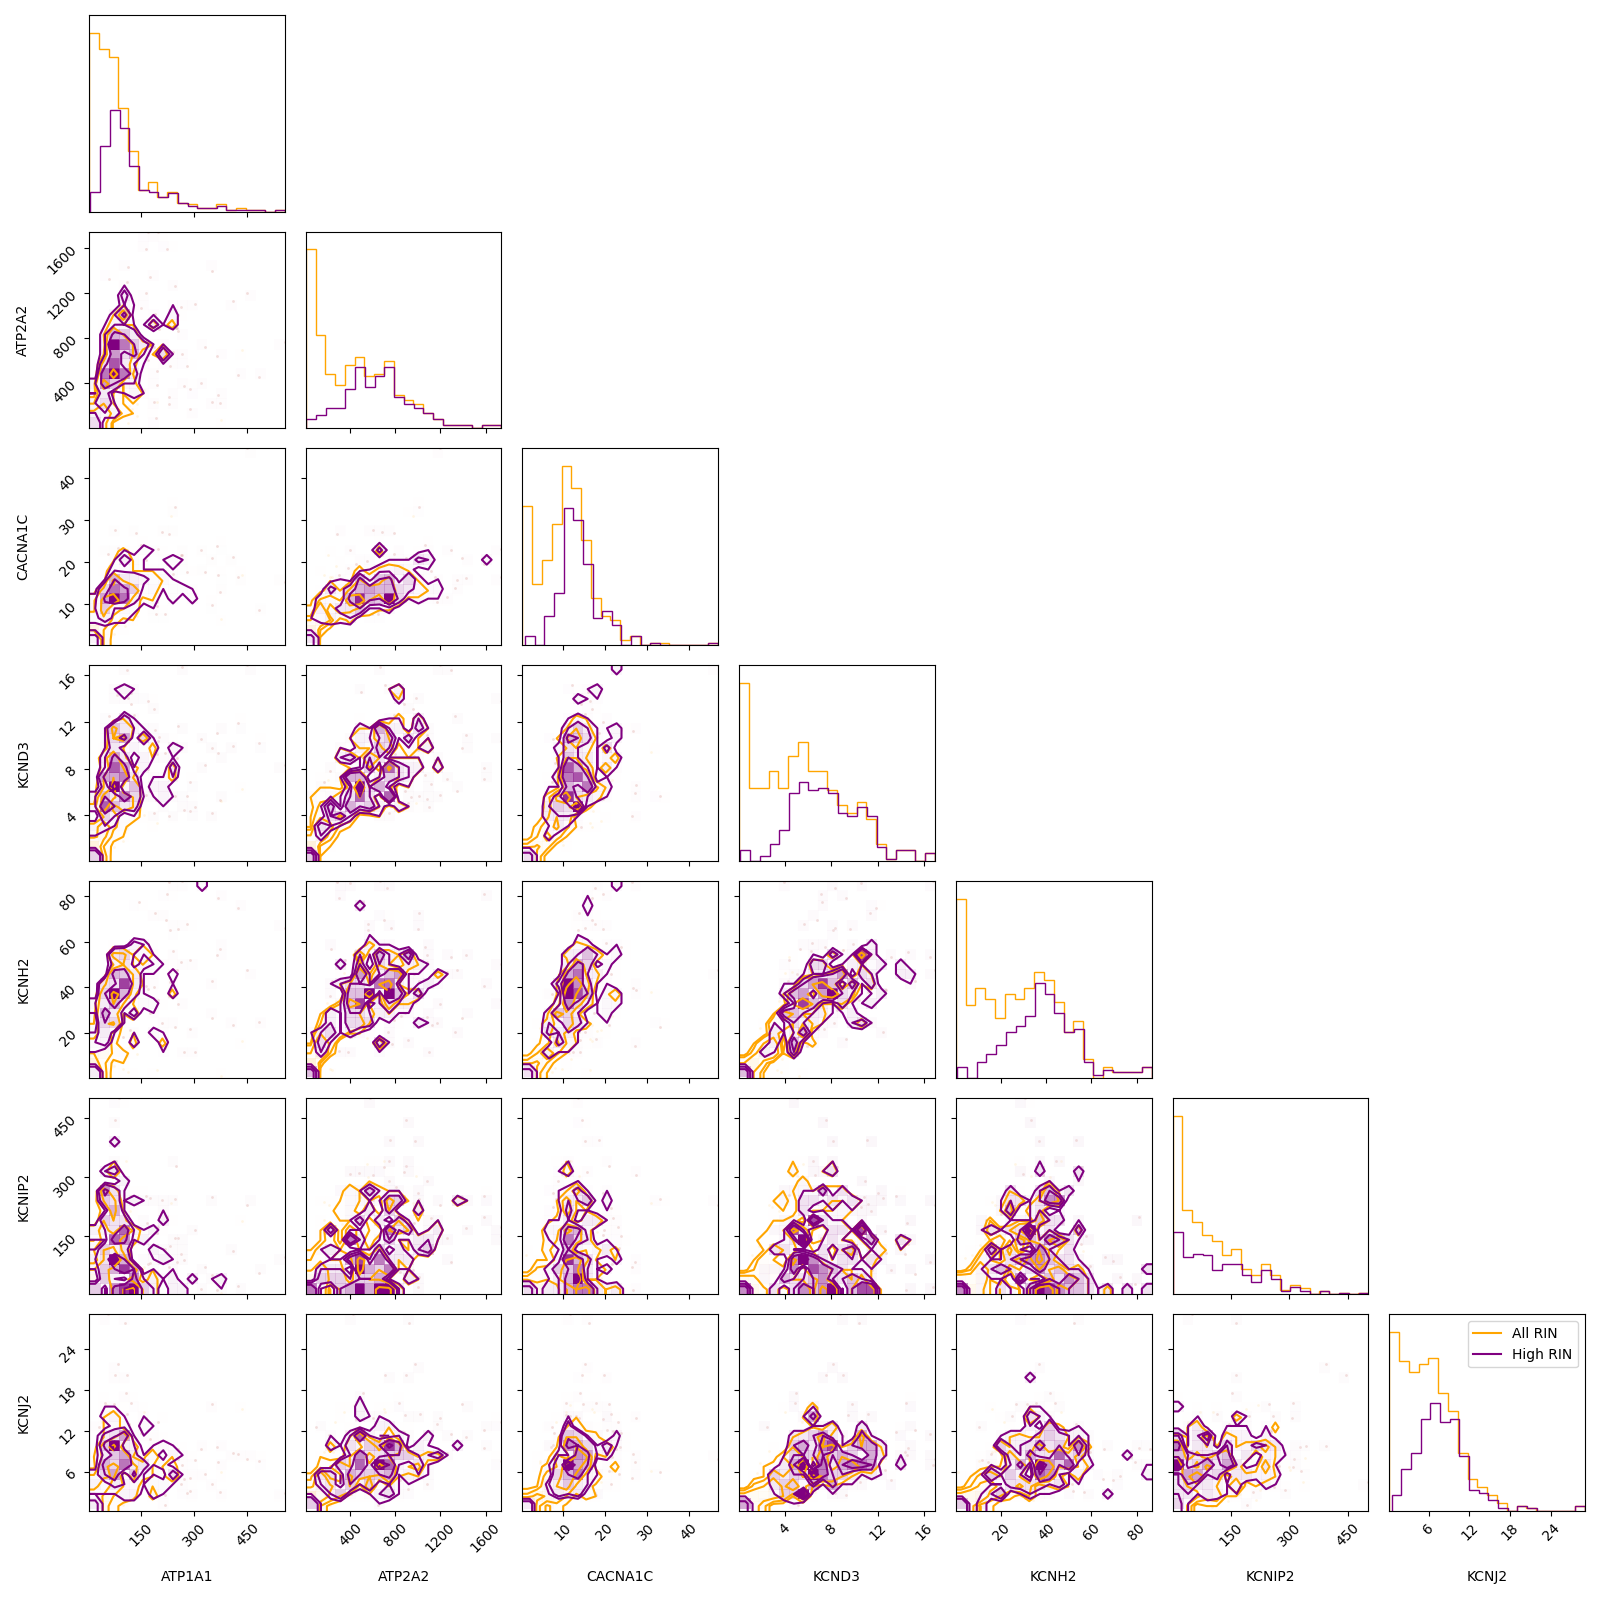 1600
1200
800
400
ATP2A2
40
30
20
10
CACNA1C
16
12
8
4
KCND3
80
60
40
20
KCNH2
450
300
150
KCNIP2
All RIN
High RIN
24
18
12
6
KCNJ2
150 300 450 400 800 1200 1600 10 20 30 40 4 8 12 16 20 40 60 80 150 300 450 6 12 18 24
ATP1A1 ATP2A2 CACNA1C KCND3 KCNH2 KCNIP2 KCNJ2